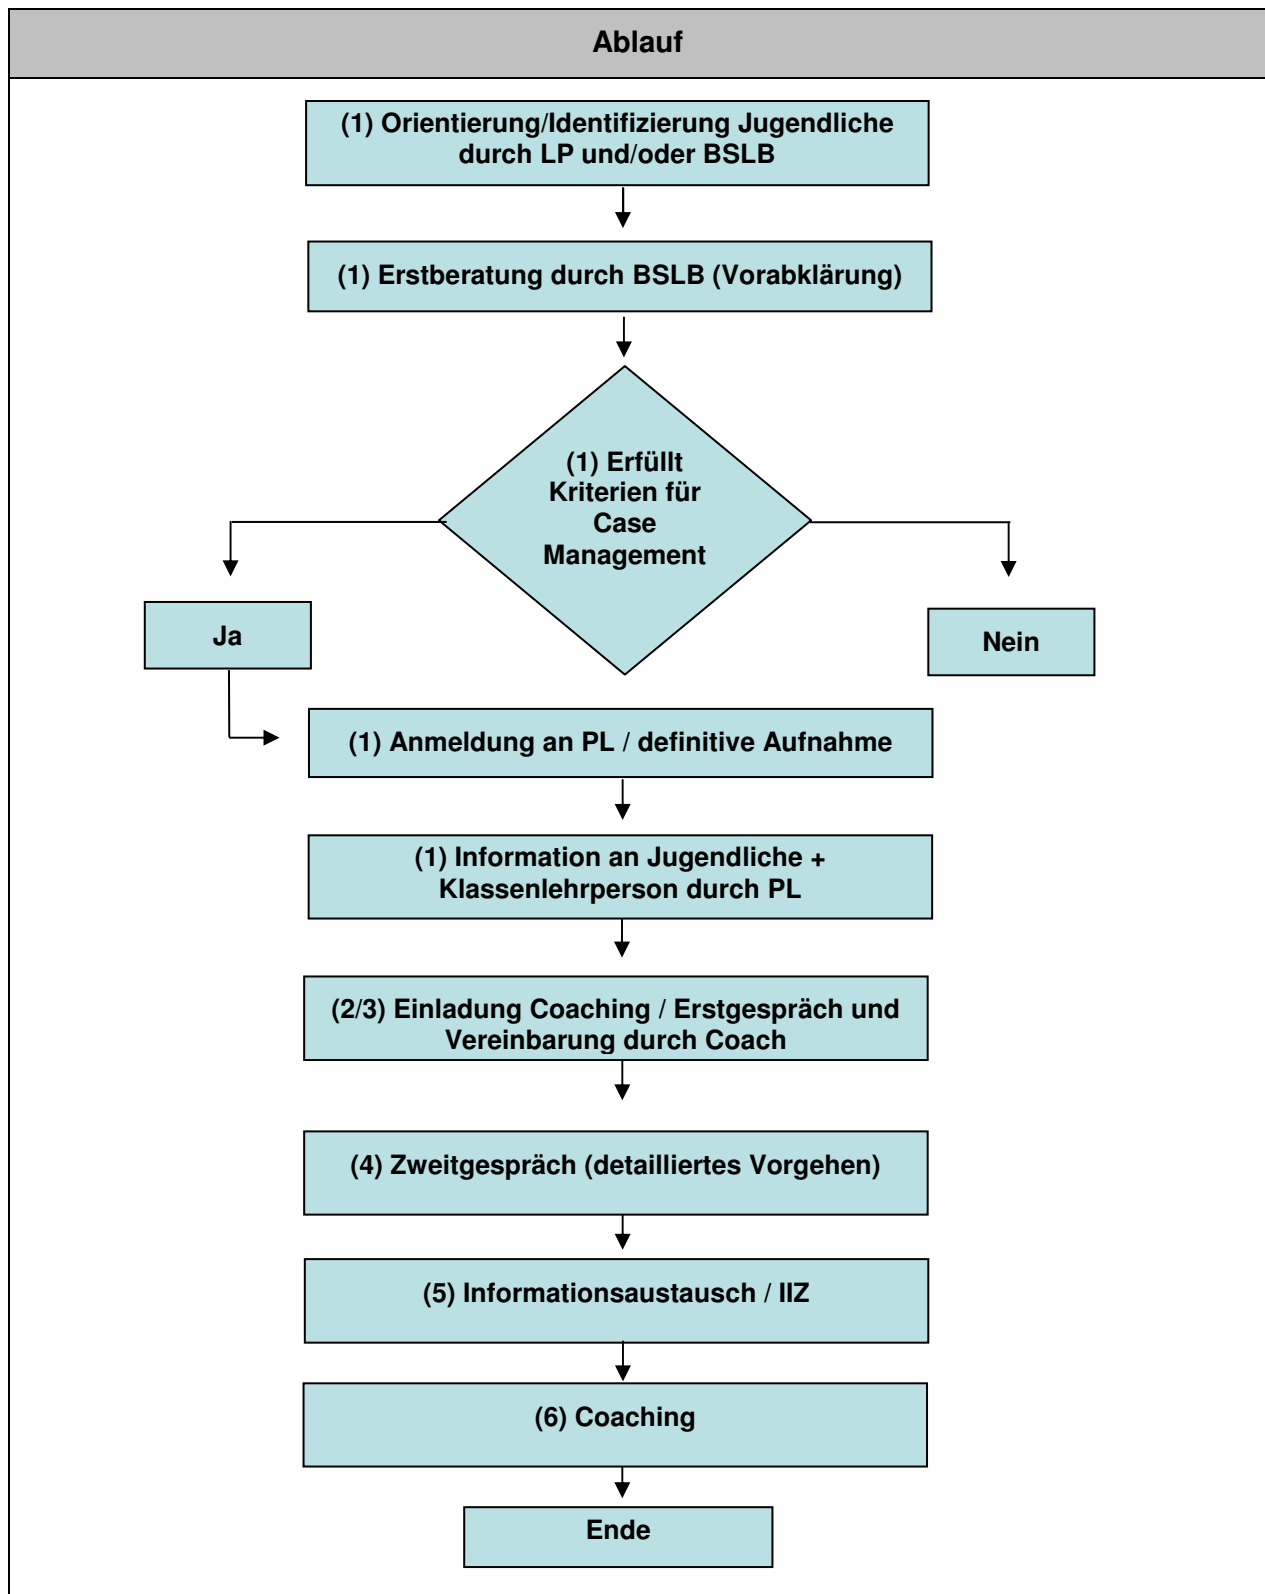 Ablauf
(1) Orientierung/Identifizierung Jugendliche
durch LP und/oder BSLB
(1) Erstberatung durch BSLB (Vorabklärung)
(1) Erfüllt
Kriterien für
Case
Management
Ja
Nein
(1) Anmeldung an PL / definitive Aufnahme
(1) Information an Jugendliche +
Klassenlehrperson durch PL
(2/3) Einladung Coaching / Erstgespräch und
Vereinbarung durch Coach
(4) Zweitgespräch (detailliertes Vorgehen)
(5) Informationsaustausch / IIZ
(6) Coaching
Ende